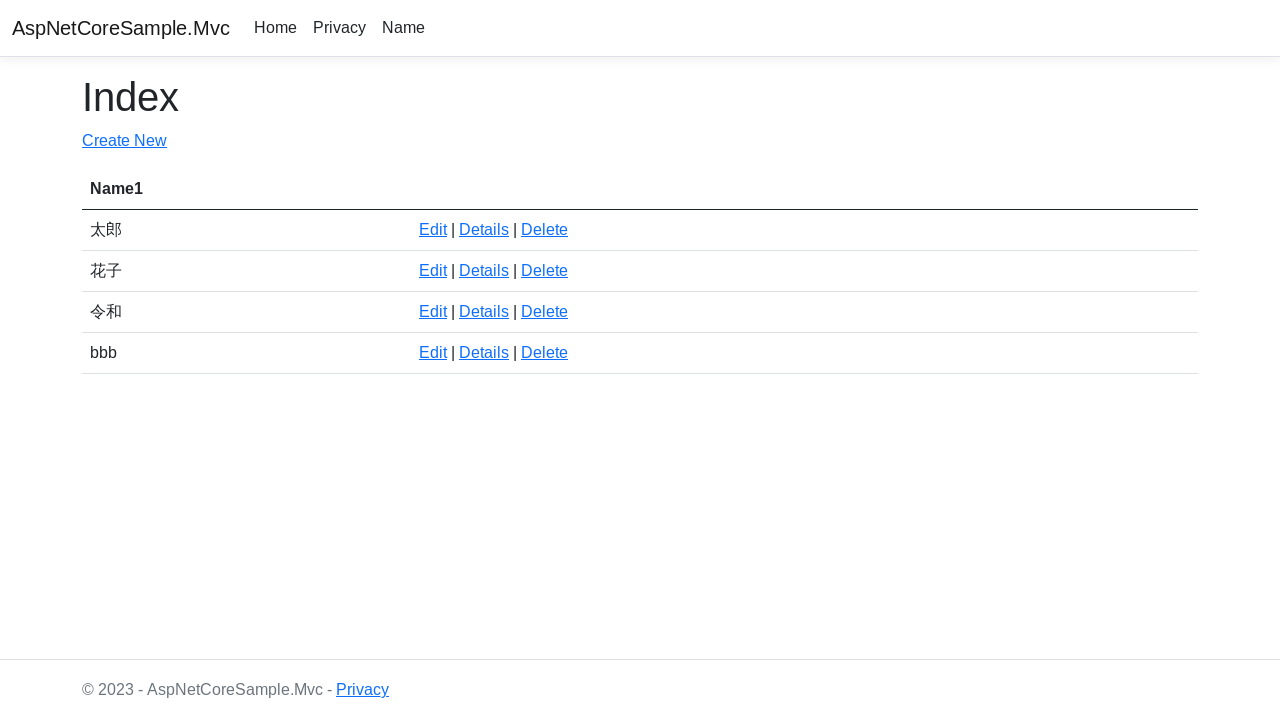 AspNetCoreSample.Mvc Home Privacy Name
Index
Create New
Name1
太郎 Edit | Details | Delete
花子 Edit | Details | Delete
令和 Edit | Details | Delete
bbb Edit | Details | Delete
© 2023 - AspNetCoreSample.Mvc - Privacy